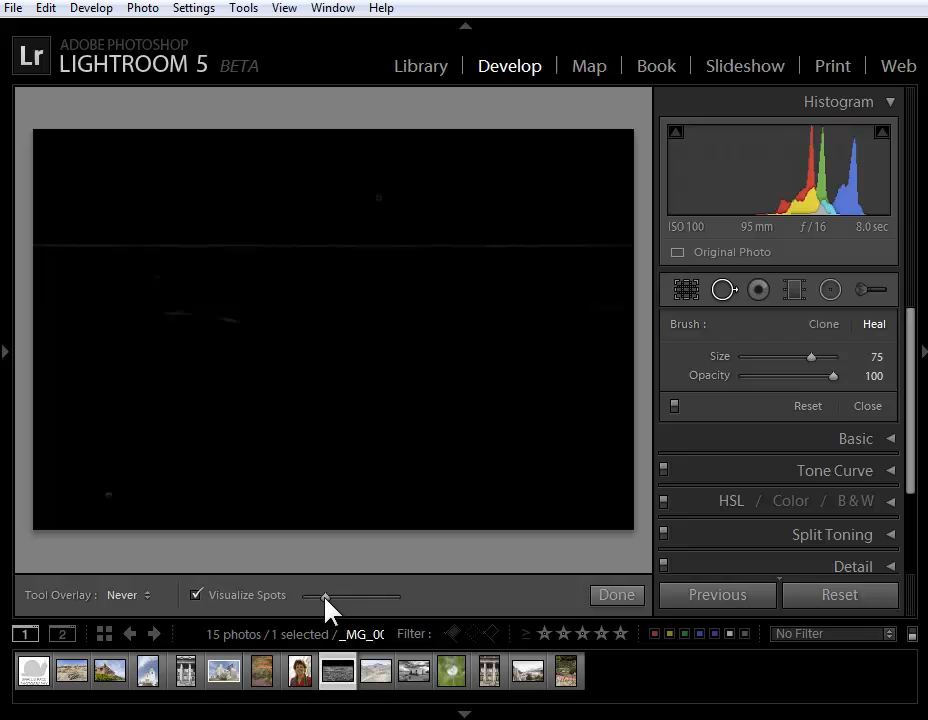 File Edit Develop Photo Settings Tools View Window Help
Lr ADOBE PHOTOSHOP
LIGHTROOM 5 BETA
Library Develop Map Book Slideshow Print Web
Histogram
ISO 100 95 mm ƒ / 16 8.0 sec
Original Photo
Brush : Clone Heal
Size 75
Opacity 100
Reset Close
Basic
Tone Curve
HSL / Color / B & W
Split Toning
Detail
Tool Overlay : Never Visualize Spots Done Previous Reset
1 2 15 photos / 1 selected / _MG_00 Filter : ≥ No Filter